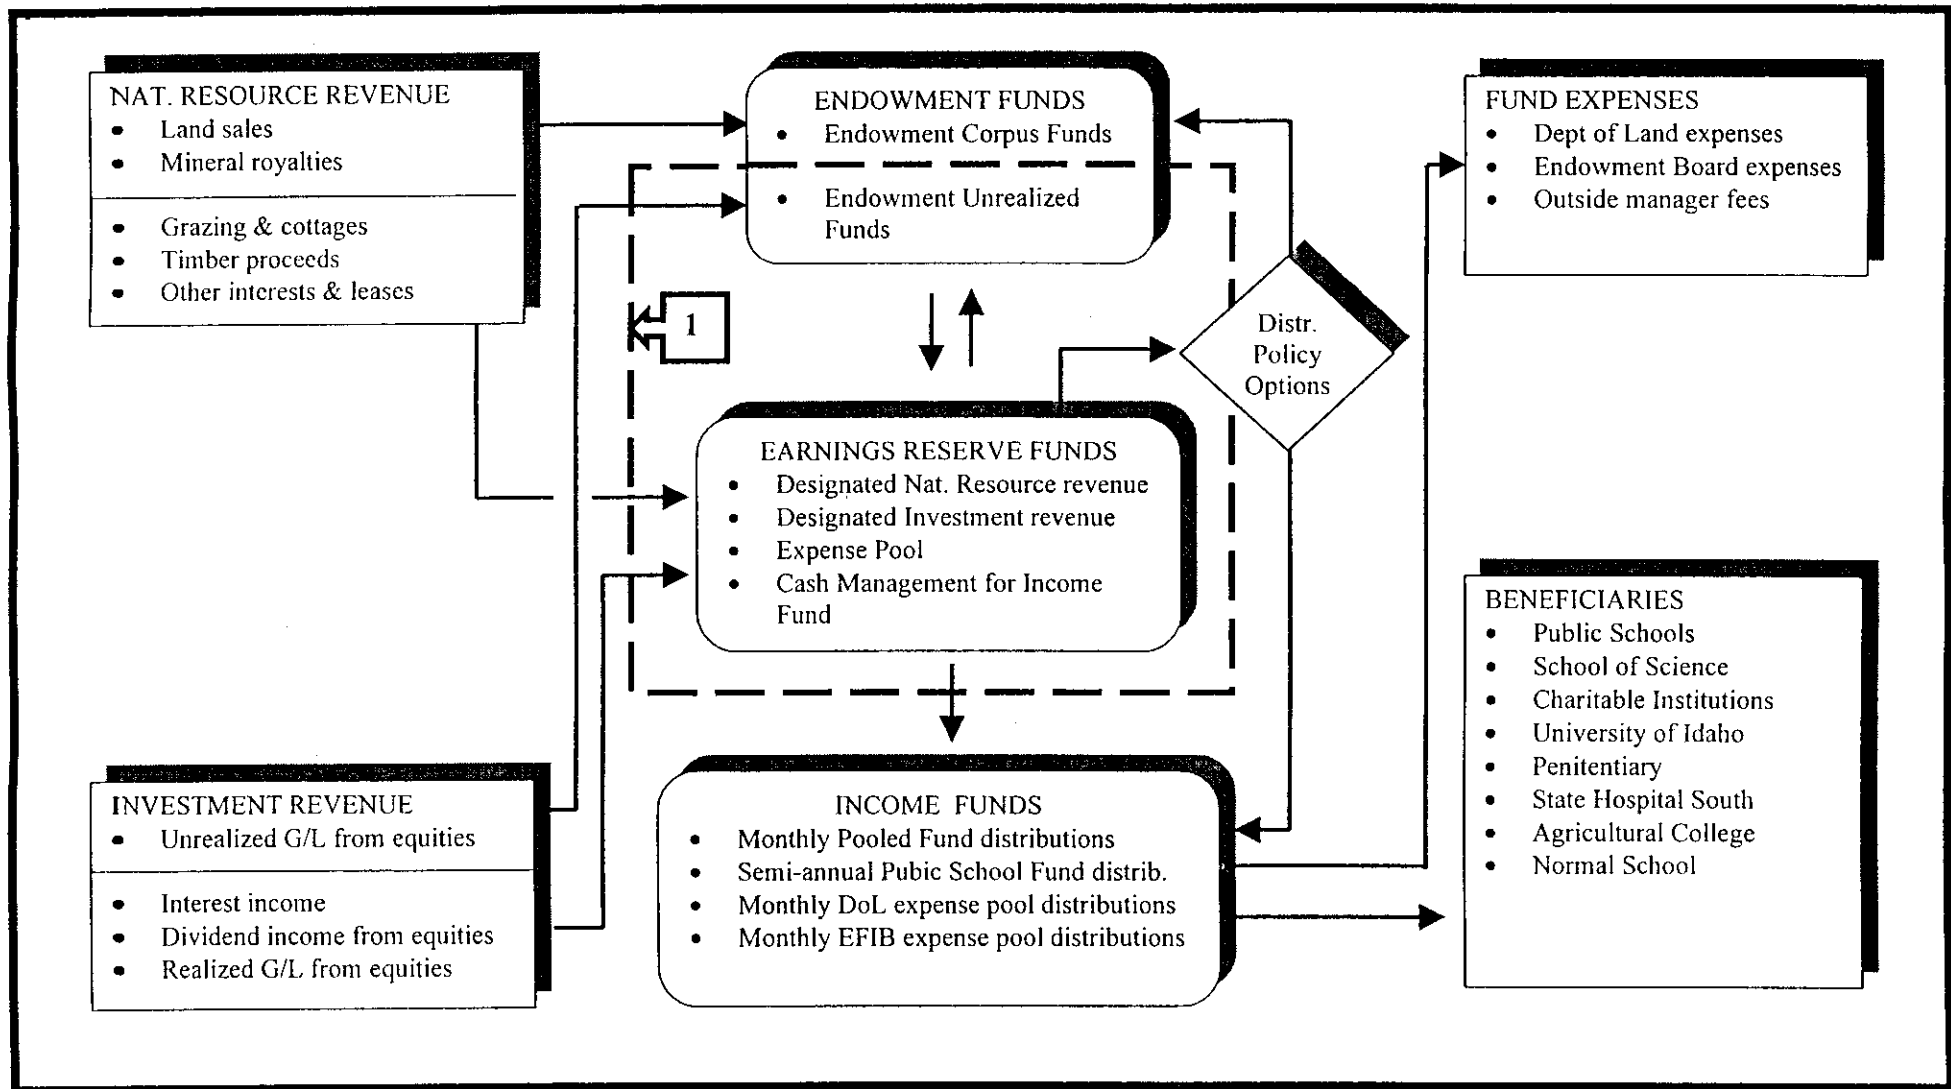 NAT. RESOURCE REVENUE
• Land sales
• Mineral royalties
• Grazing & cottages
• Timber proceeds
• Other interests & leases
ENDOWMENT FUNDS
• Endowment Corpus Funds
• Endowment Unrealized
Funds
FUND EXPENSES
• Dept of Land expenses
• Endowment Board expenses
• Outside manager fees
1
Distr.
Policy
Options
EARNINGS RESERVE FUNDS
• Designated Nat. Resource revenue
• Designated Investment revenue
• Expense Pool
• Cash Management for Income
Fund
BENEFICIARIES
• Public Schools
• School of Science
• Charitable Institutions
• University of Idaho
• Penitentiary
• State Hospital South
• Agricultural College
• Normal School
INVESTMENT REVENUE
• Unrealized G/L from equities
• Interest income
• Dividend income from equities
• Realized G/L from equities
INCOME FUNDS
• Monthly Pooled Fund distributions
• Semi-annual Pubic School Fund distrib.
• Monthly DoL expense pool distributions
• Monthly EFIB expense pool distributions